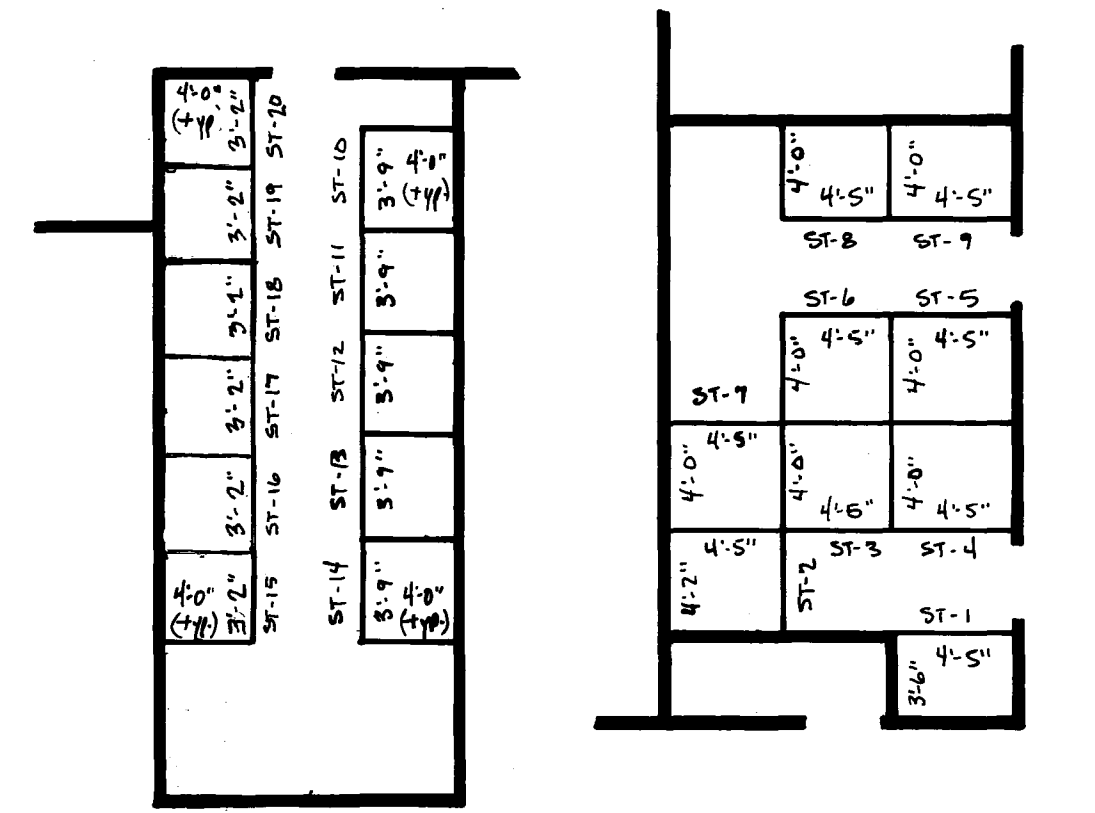 4'-0"
(typ.
3'-2"
ST-20
3'-2"
ST-19
3'-2"
ST-18
3'-2"
ST-17
3'-2"
ST-16
4'-0"
(typ.)
3'-2"
ST-15
ST-10
3'-9"
4'-0"
(typ.)
ST-11
3'-9"
ST-12
3'-9"
ST-13
3'-9"
ST-14
3'-9"
4'-0"
(typ.)
4'-0"
4'-5"
4'-0"
4'-5"
ST-8
ST-9
ST-6
ST-5
4'-0"
4'-5"
4'-0"
4'-5"
ST-7
4'-5"
4'-0"
4'-0"
4'-5"
4'-0"
4'-5"
4'-5"
4'-2"
ST-2
ST-3
ST-4
ST-1
4'-5"
3'-6"